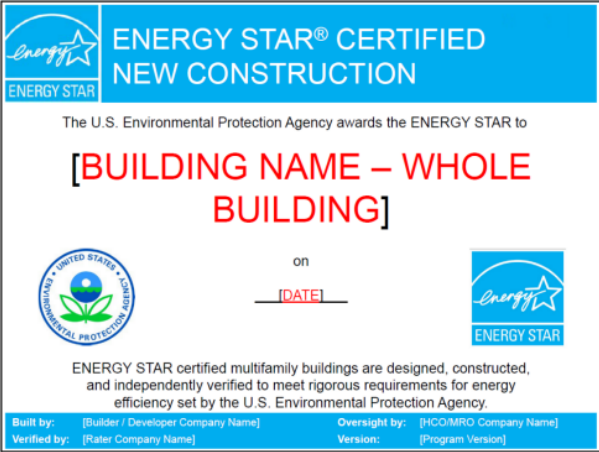 energy
ENERGY STAR
ENERGY STAR® CERTIFIED
NEW CONSTRUCTION
The U.S. Environmental Protection Agency awards the ENERGY STAR to
[BUILDING NAME – WHOLE
BUILDING]
on
[DATE]
UNITED STATES
ENVIRONMENTAL PROTECTION AGENCY
energy
ENERGY STAR
ENERGY STAR certified multifamily buildings are designed, constructed,
and independently verified to meet rigorous requirements for energy
efficiency set by the U.S. Environmental Protection Agency.
Built by: [Builder / Developer Company Name] Oversight by: [HCO/MRO Company Name]
Verified by: [Rater Company Name] Version: [Program Version]